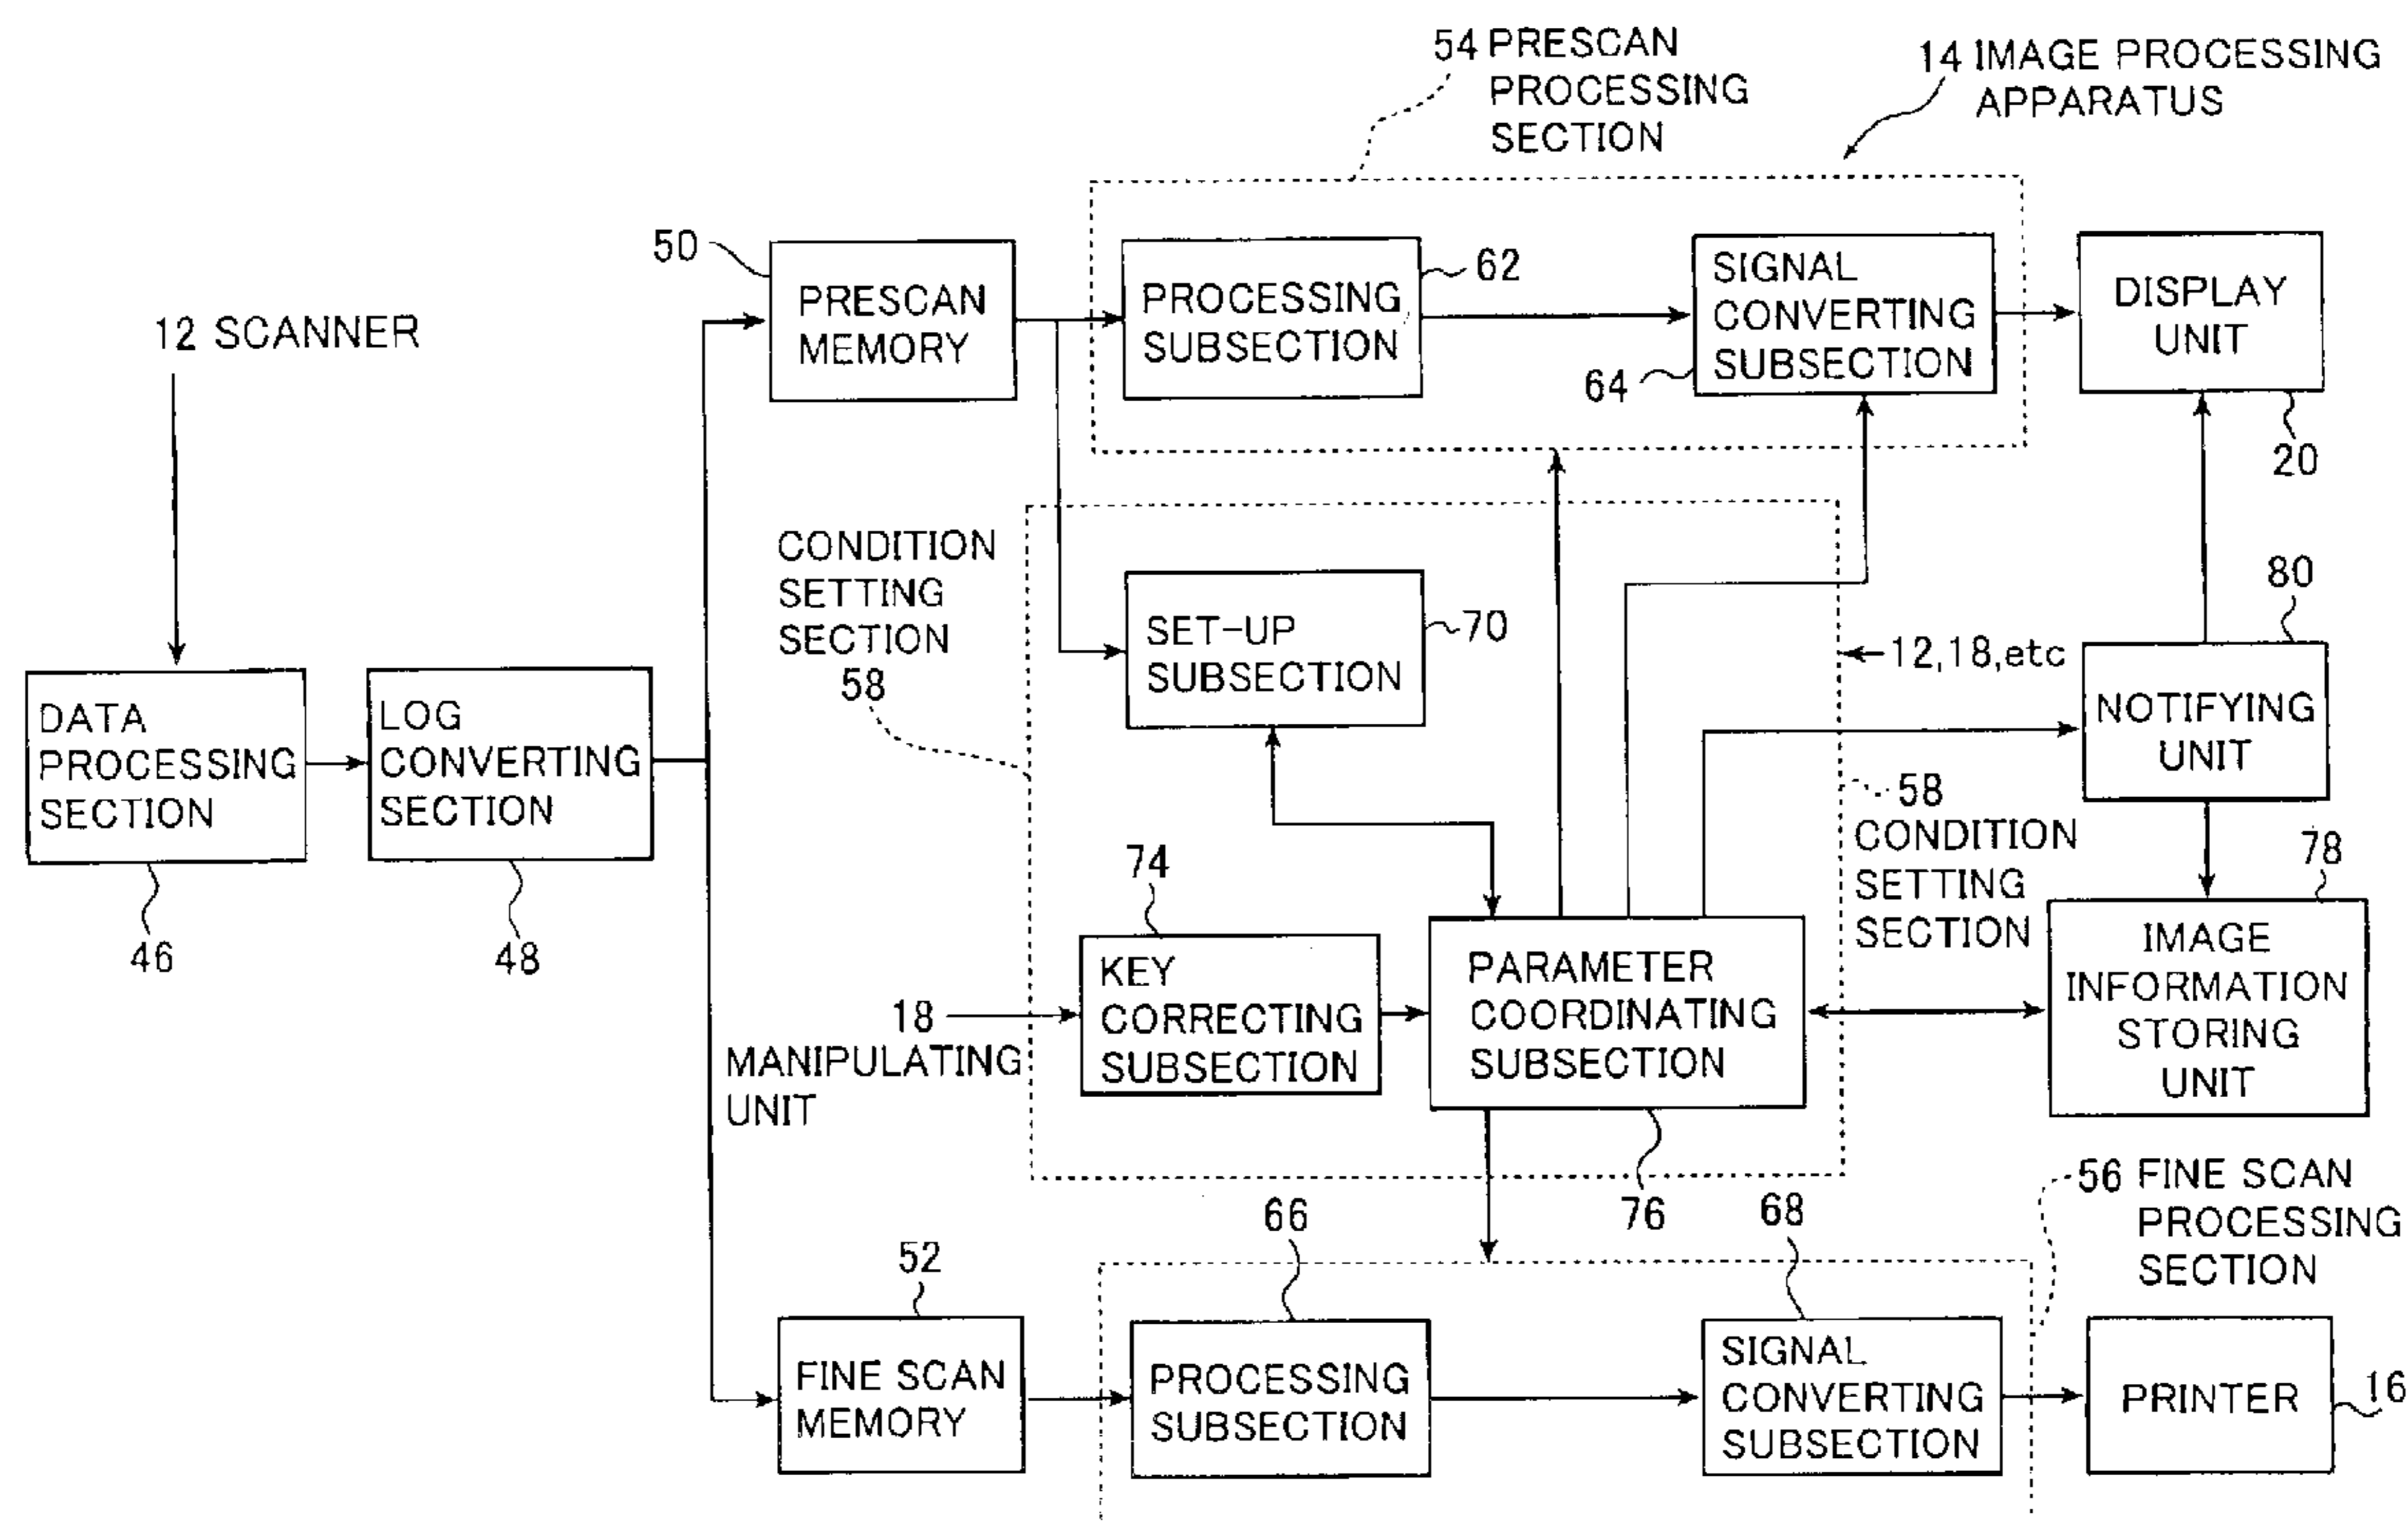 54 PRESCAN
PROCESSING
SECTION
14 IMAGE PROCESSING
APPARATUS
50
PRESCAN
MEMORY
PROCESSING
SUBSECTION
62
SIGNAL
CONVERTING
SUBSECTION
64
DISPLAY
UNIT
20
12 SCANNER
CONDITION
SETTING
SECTION
58
SET-UP
SUBSECTION
70
12,18,etc
80
NOTIFYING
UNIT
DATA
PROCESSING
SECTION
46
LOG
CONVERTING
SECTION
48
58
CONDITION
SETTING
SECTION
78
IMAGE
INFORMATION
STORING
UNIT
74
KEY
CORRECTING
SUBSECTION
18
MANIPULATING
UNIT
PARAMETER
COORDINATING
SUBSECTION
76
56 FINE SCAN
PROCESSING
SECTION
52
FINE SCAN
MEMORY
66
PROCESSING
SUBSECTION
68
SIGNAL
CONVERTING
SUBSECTION
PRINTER
16